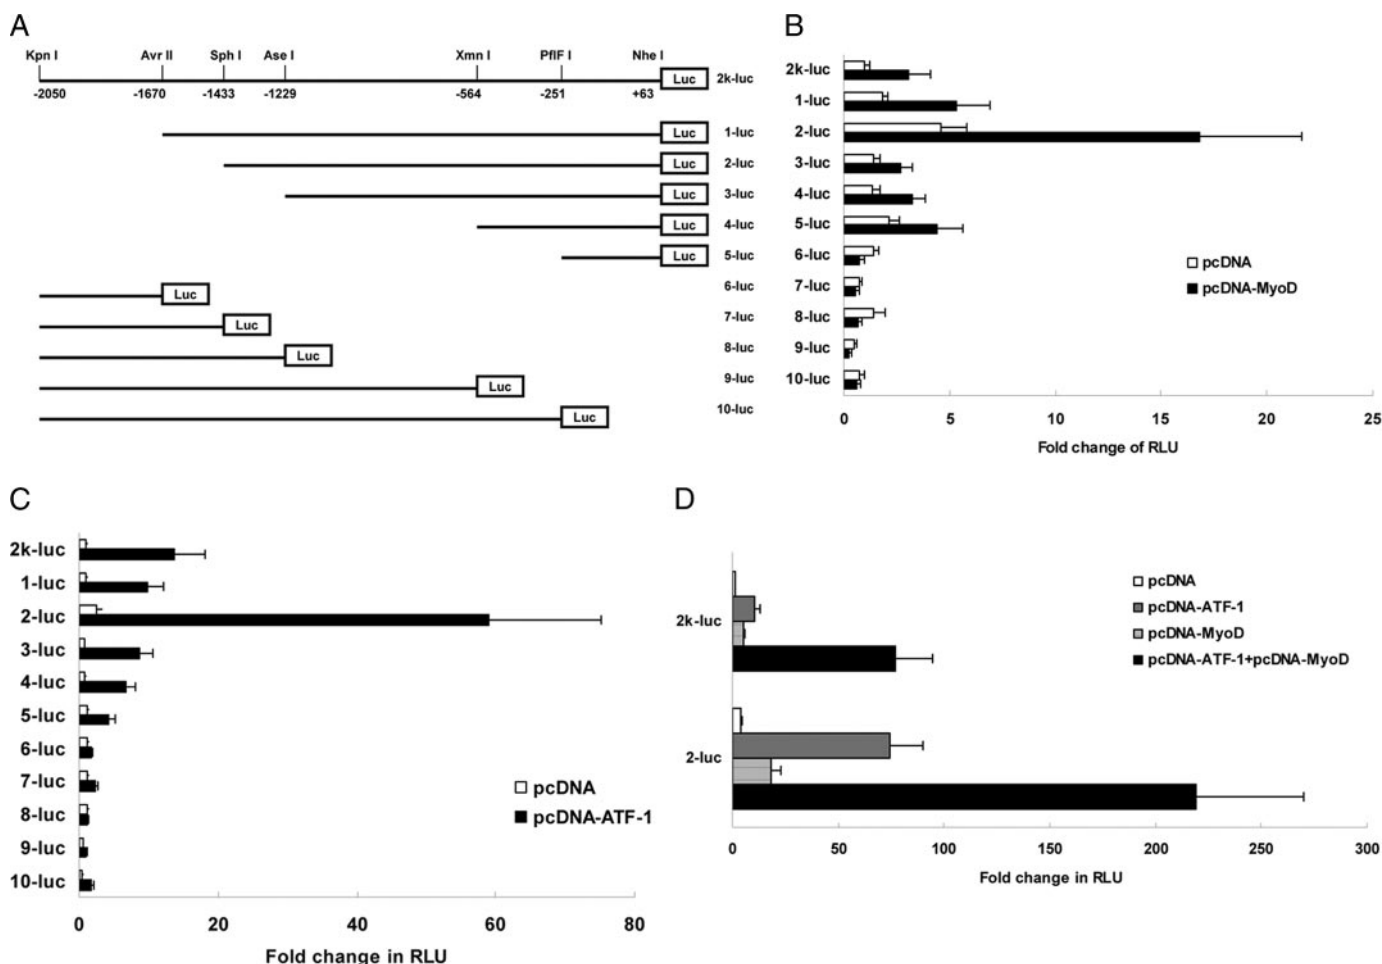 A
Kpn I Avr II Sph I Ase I Xmn I PflF I Nhe I
Luc 2k-luc
-2050 -1670 -1433 -1229 -564 -251 +63
Luc 1-luc
Luc 2-luc
Luc 3-luc
Luc 4-luc
Luc 5-luc
Luc 6-luc
Luc 7-luc
Luc 8-luc
Luc 9-luc
Luc 10-luc
B
2k-luc
1-luc
2-luc
3-luc
4-luc
5-luc
6-luc
7-luc
8-luc
9-luc
10-luc
pcDNA
pcDNA-MyoD
0 5 10 15 20 25
Fold change of RLU
C
2k-luc
1-luc
2-luc
3-luc
4-luc
5-luc
6-luc
7-luc
8-luc
9-luc
10-luc
pcDNA
pcDNA-ATF-1
0 20 40 60 80
Fold change in RLU
D
2k-luc
2-luc
pcDNA
pcDNA-ATF-1
pcDNA-MyoD
pcDNA-ATF-1+pcDNA-MyoD
0 50 100 150 200 250 300
Fold change in RLU